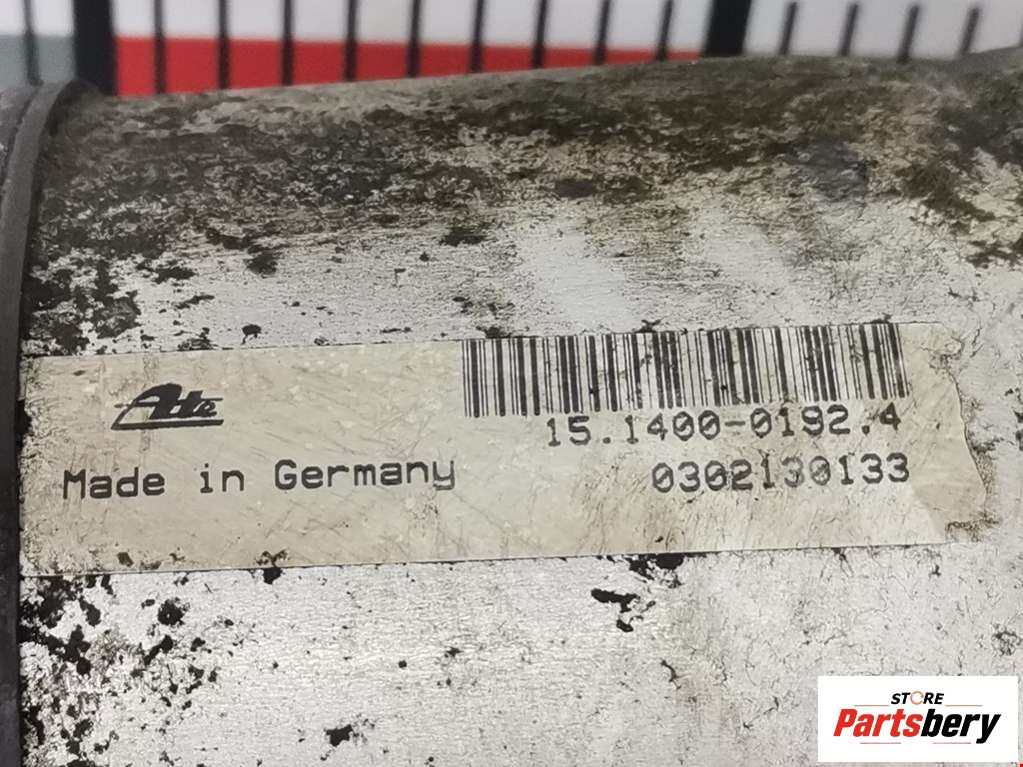 Ate
15.1400-0192.4
Made in Germany
0302130133
STORE
Partsbery